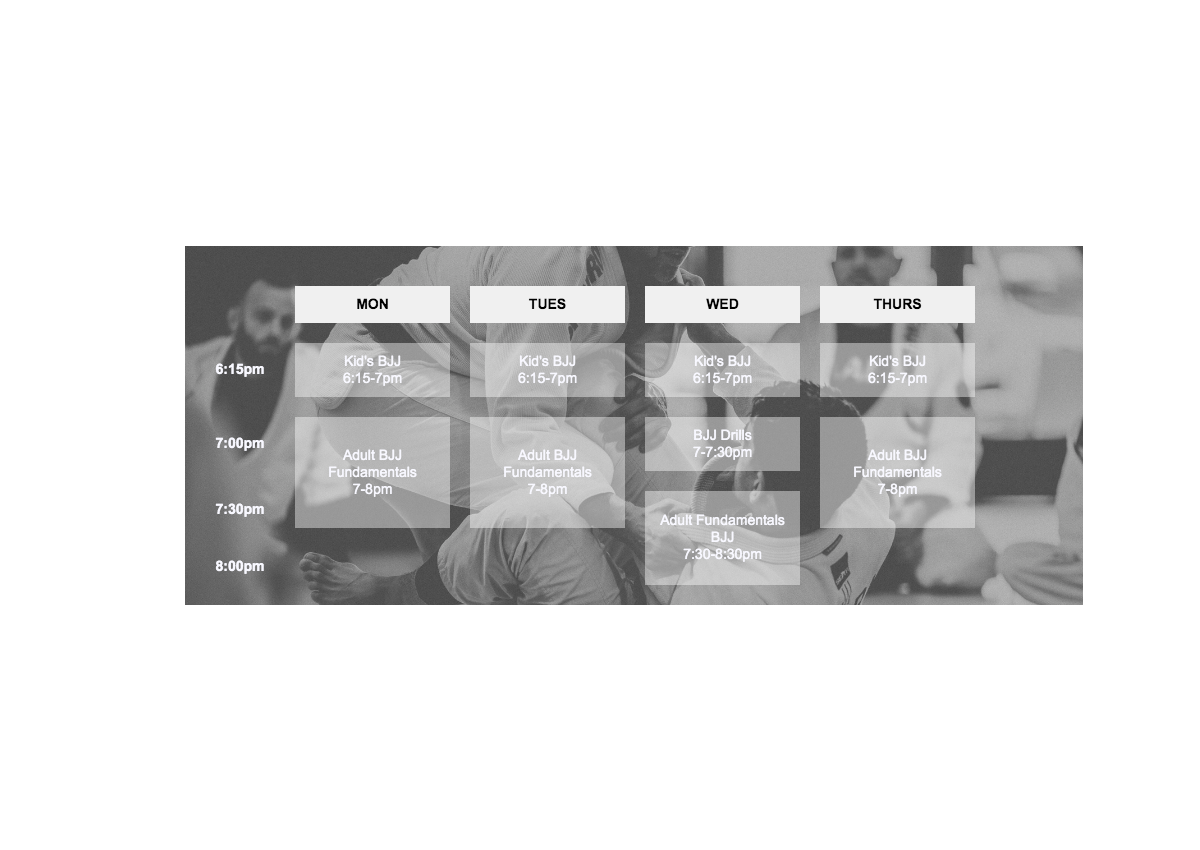 MON
TUES
WED
THURS
6:15pm
Kid's BJJ
6:15-7pm
Kid's BJJ
6:15-7pm
Kid's BJJ
6:15-7pm
Kid's BJJ
6:15-7pm
7:00pm
Adult BJJ
Fundamentals
7-8pm
Adult BJJ
Fundamentals
7-8pm
BJJ Drills
7-7:30pm
Adult BJJ
Fundamentals
7-8pm
7:30pm
Adult Fundamentals
BJJ
7:30-8:30pm
8:00pm